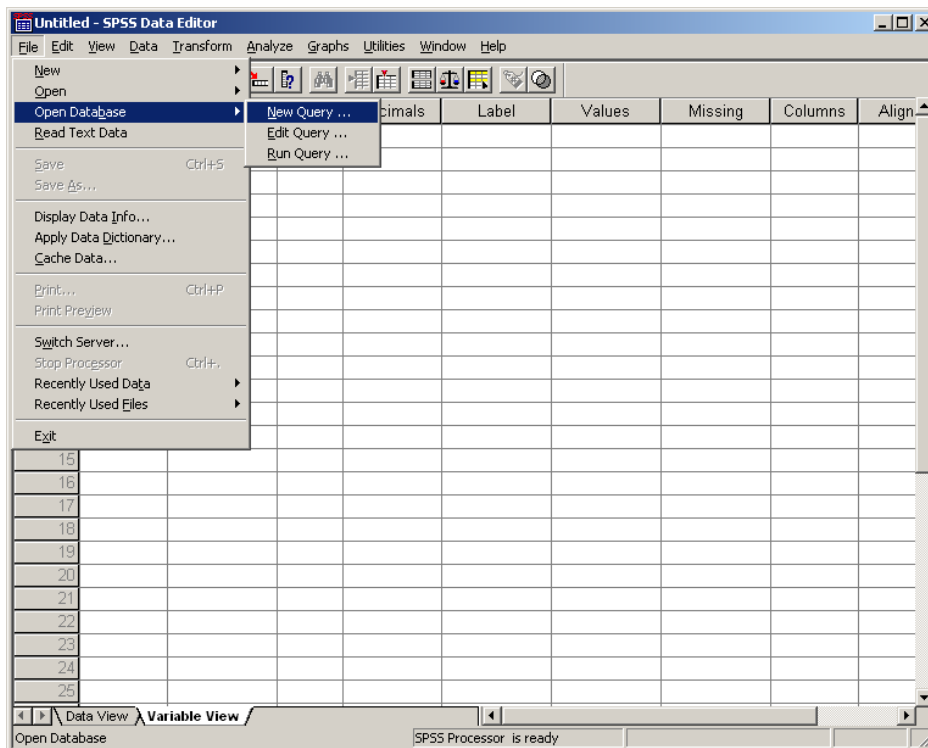 Untitled - SPSS Data Editor
File Edit View Data Transform Analyze Graphs Utilities Window Help
New
Open
Open Database
Read Text Data
Save Ctrl+S
Save As...
Display Data Info...
Apply Data Dictionary...
Cache Data...
Print... Ctrl+P
Print Preview
Switch Server...
Stop Processor Ctrl+.
Recently Used Data
Recently Used Files
Exit
New Query ...
Edit Query ...
Run Query ...
cimals Label Values Missing Columns Align
15
16
17
18
19
20
21
22
23
24
25
Data View Variable View
Open Database SPSS Processor is ready